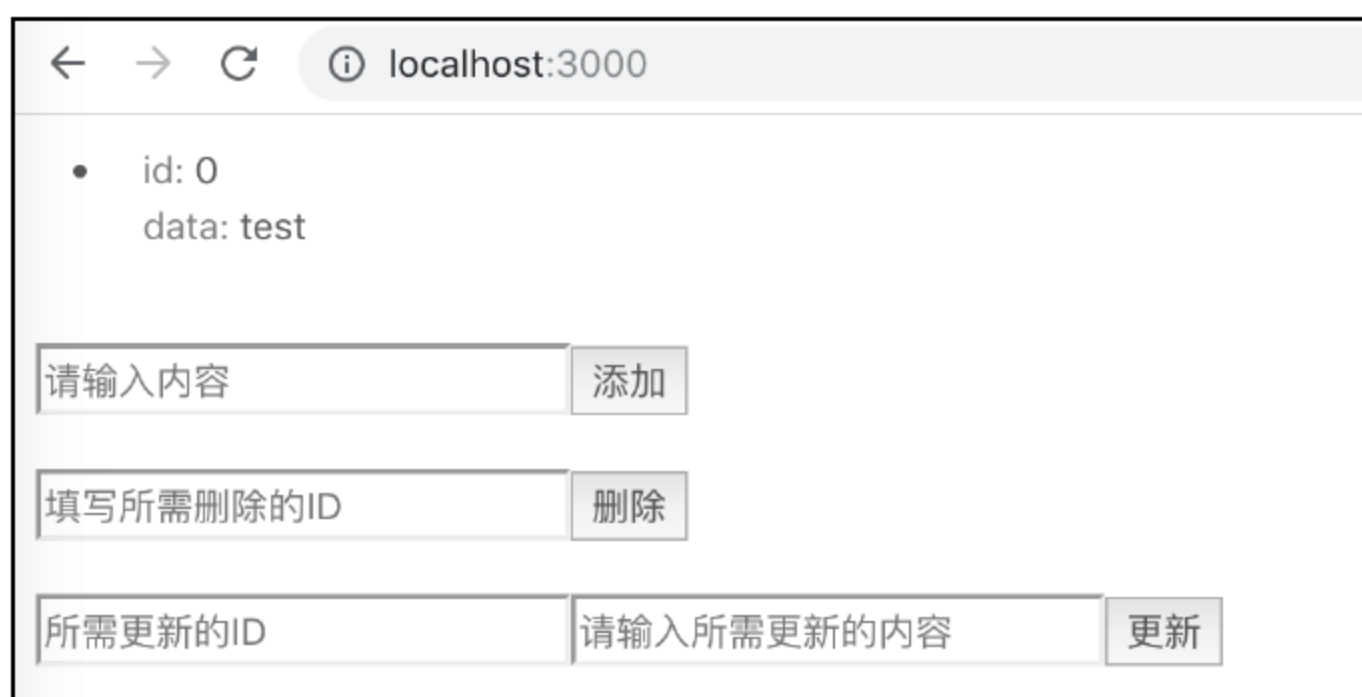 localhost:3000
id: 0
data: test
请输入内容 添加
填写所需删除的ID 删除
所需更新的ID 请输入所需更新的内容 更新